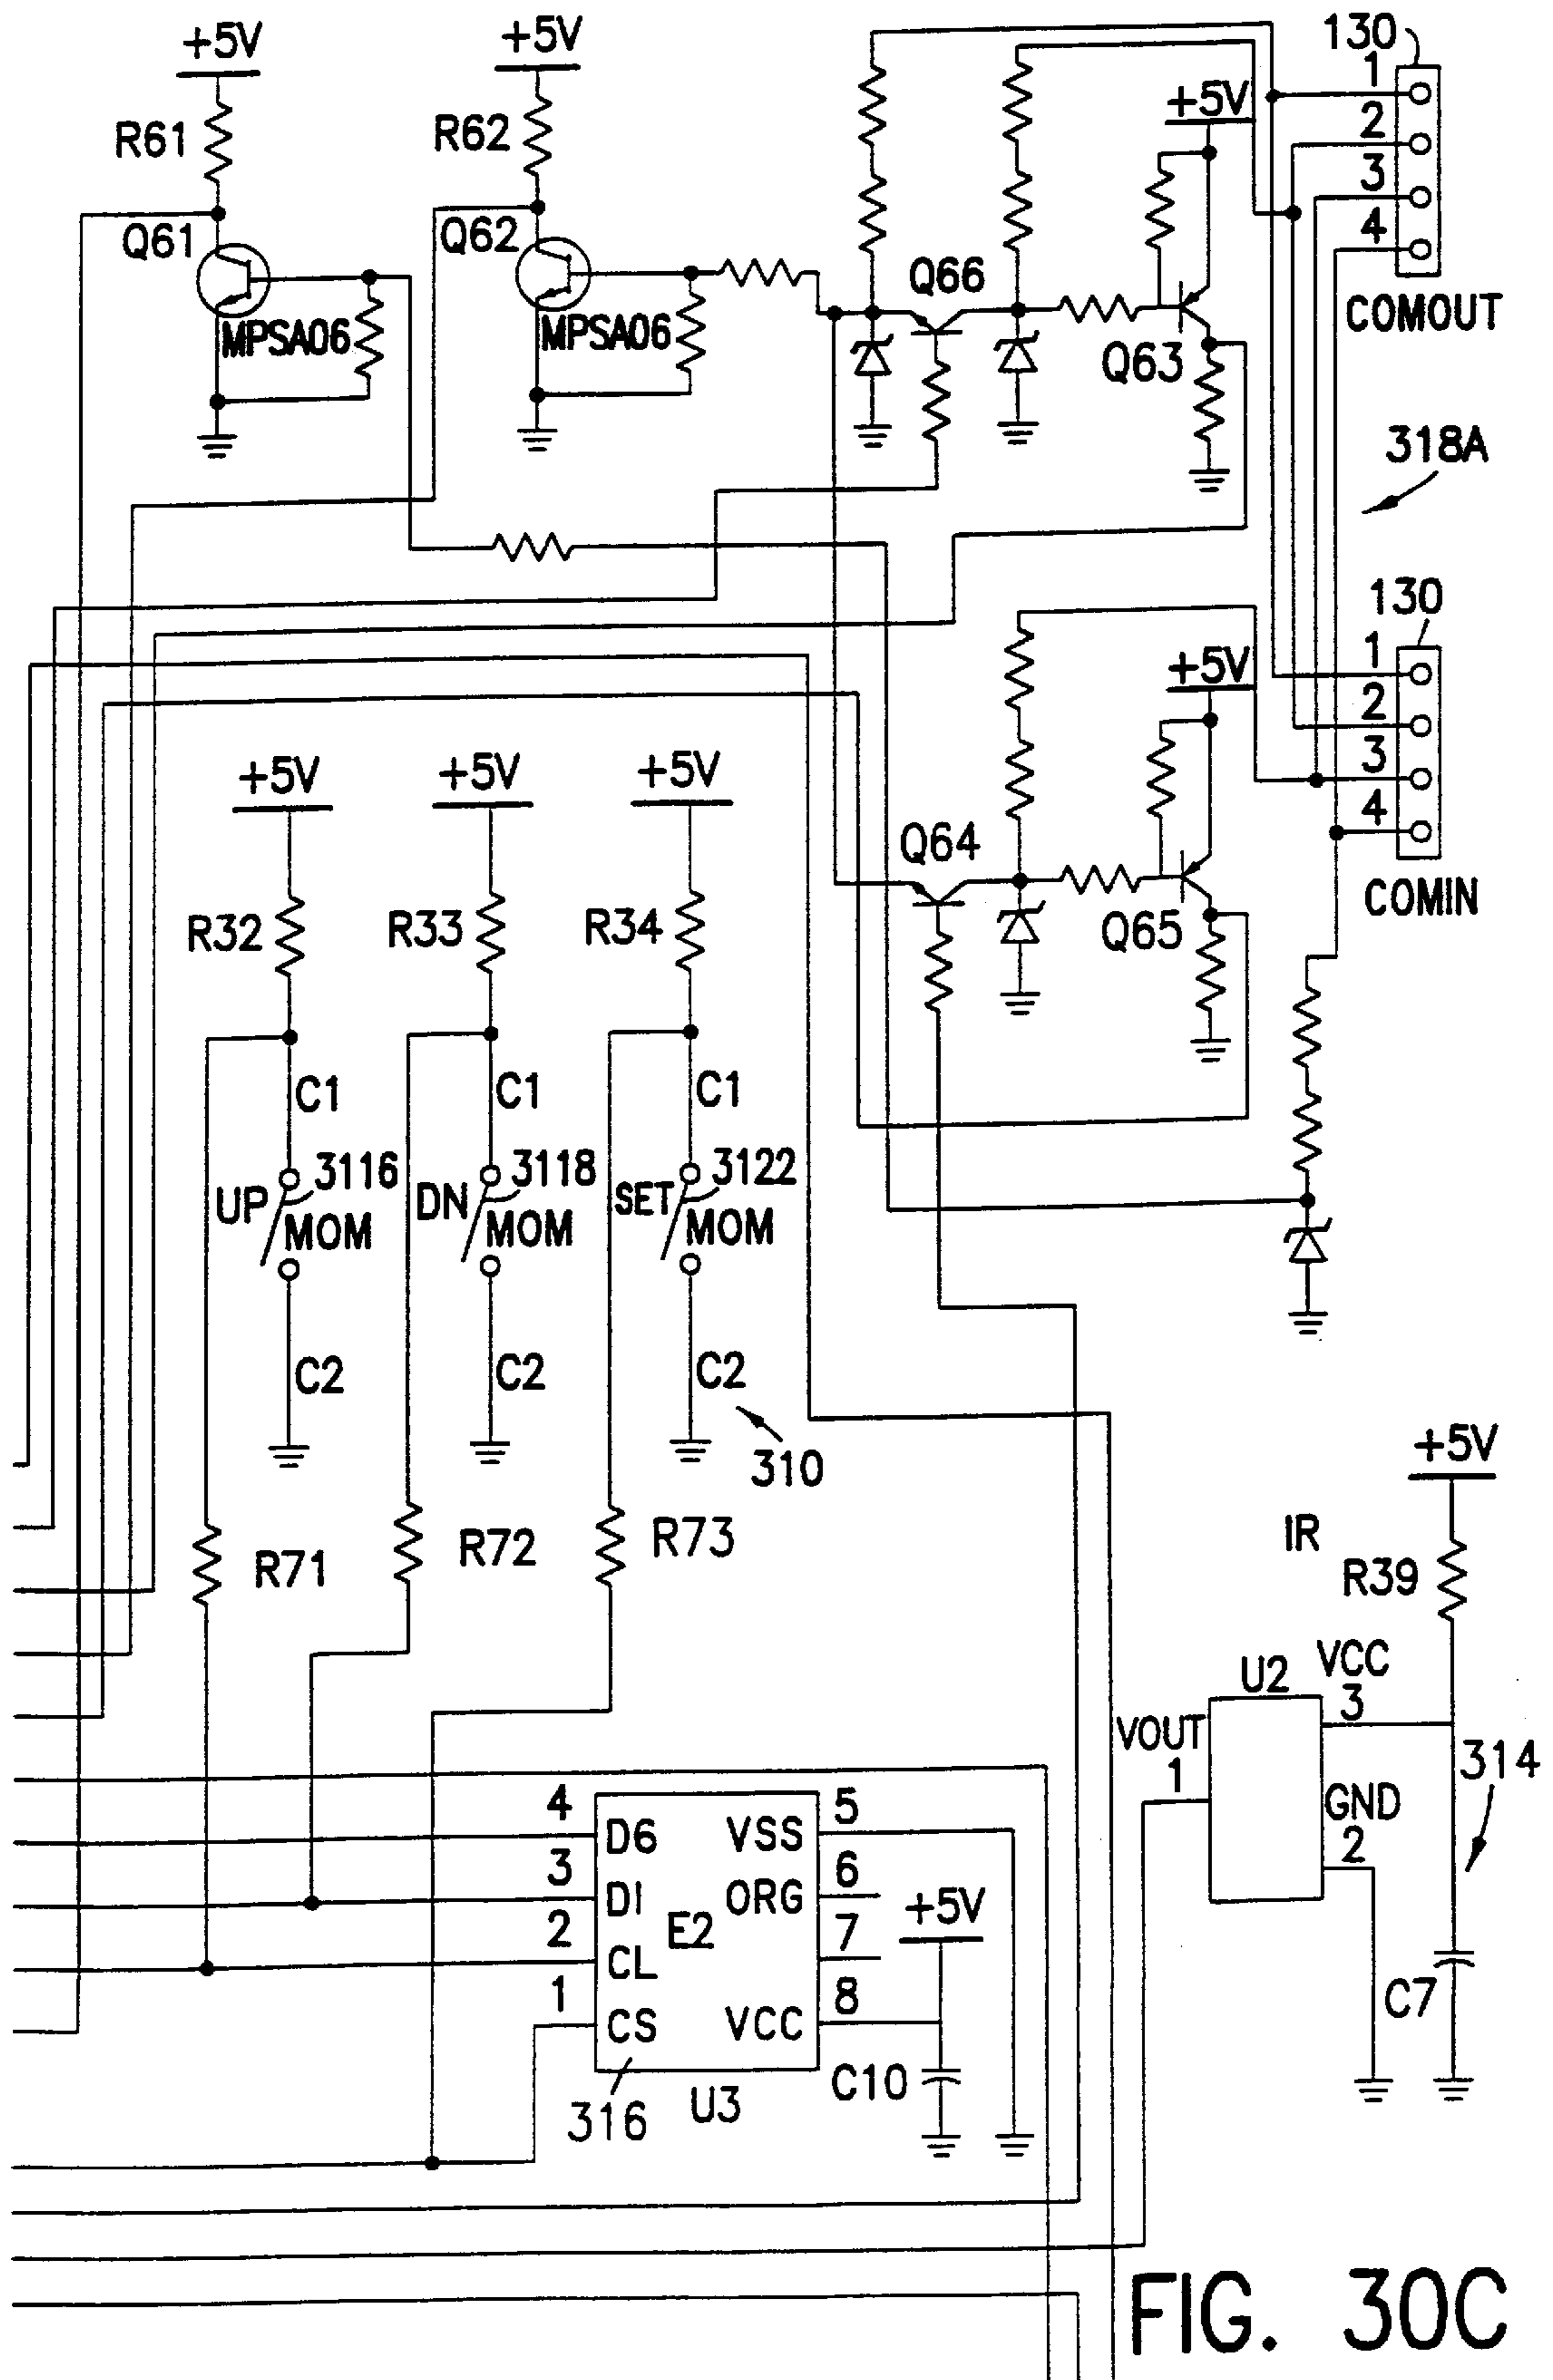 +5V
+5V
130
1
+5V
2
R61
R62
3
4
Q61
Q62
Q66
COMOUT
MPSA06
MPSA06
Q63
318A
130
1
+5V
2
3
+5V
+5V
+5V
4
Q64
COMIN
R32
R33
R34
Q65
C1
C1
C1
3116
3118
3122
UP
DN
SET
MOM
MOM
MOM
C2
C2
C2
310
+5V
IR
R71
R72
R73
R39
U2
VCC
3
VOUT
1
314
GND
2
4
D6
VSS
5
3
DI
ORG
6
E2
+5V
2
CL
7
1
CS
VCC
8
C7
C10
316
U3
FIG. 30C